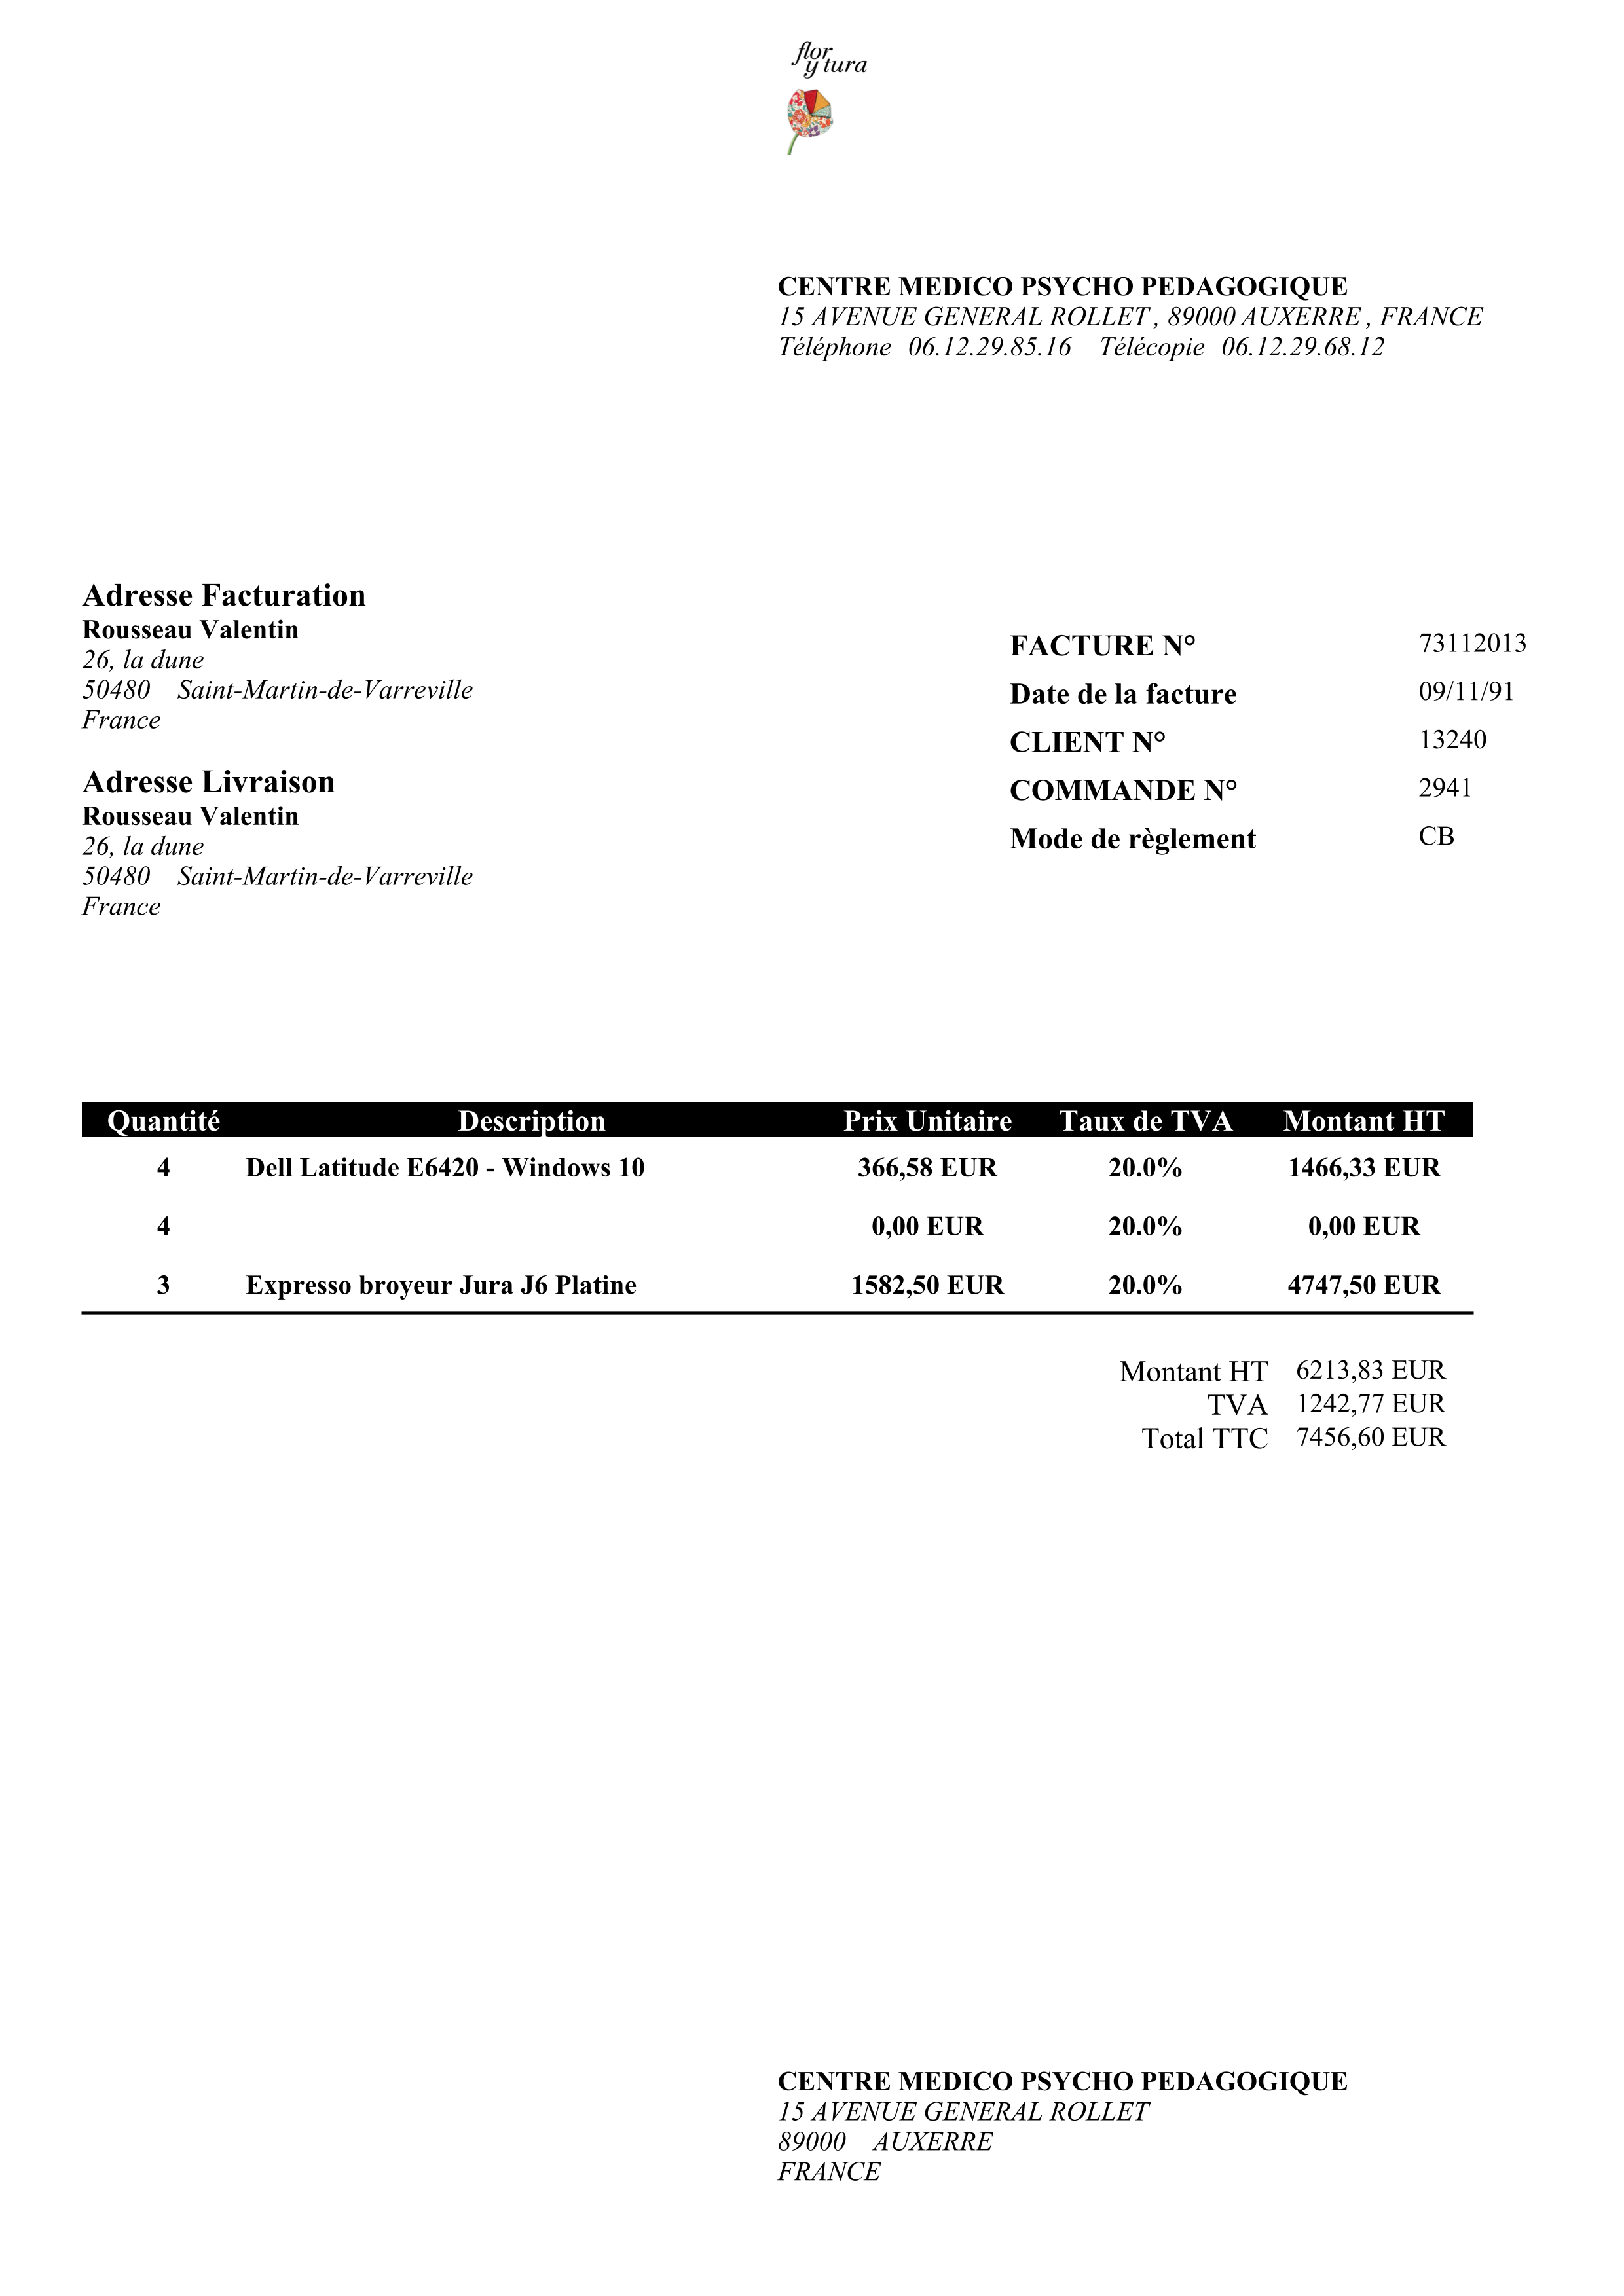 flor
y tura
CENTRE MEDICO PSYCHO PEDAGOGIQUE
15 AVENUE GENERAL ROLLET , 89000 AUXERRE , FRANCE
Téléphone 06.12.29.85.16 Télécopie 06.12.29.68.12
Adresse Facturation
Rousseau Valentin
26, la dune
50480 Saint-Martin-de-Varreville
France
Adresse Livraison
Rousseau Valentin
26, la dune
50480 Saint-Martin-de-Varreville
France
FACTURE N° 73112013
Date de la facture 09/11/91
CLIENT N° 13240
COMMANDE N° 2941
Mode de règlement CB
Quantité Description Prix Unitaire Taux de TVA Montant HT
4 Dell Latitude E6420 - Windows 10 366,58 EUR 20.0% 1466,33 EUR
4 0,00 EUR 20.0% 0,00 EUR
3 Expresso broyeur Jura J6 Platine 1582,50 EUR 20.0% 4747,50 EUR
Montant HT 6213,83 EUR
TVA 1242,77 EUR
Total TTC 7456,60 EUR
CENTRE MEDICO PSYCHO PEDAGOGIQUE
15 AVENUE GENERAL ROLLET
89000 AUXERRE
FRANCE